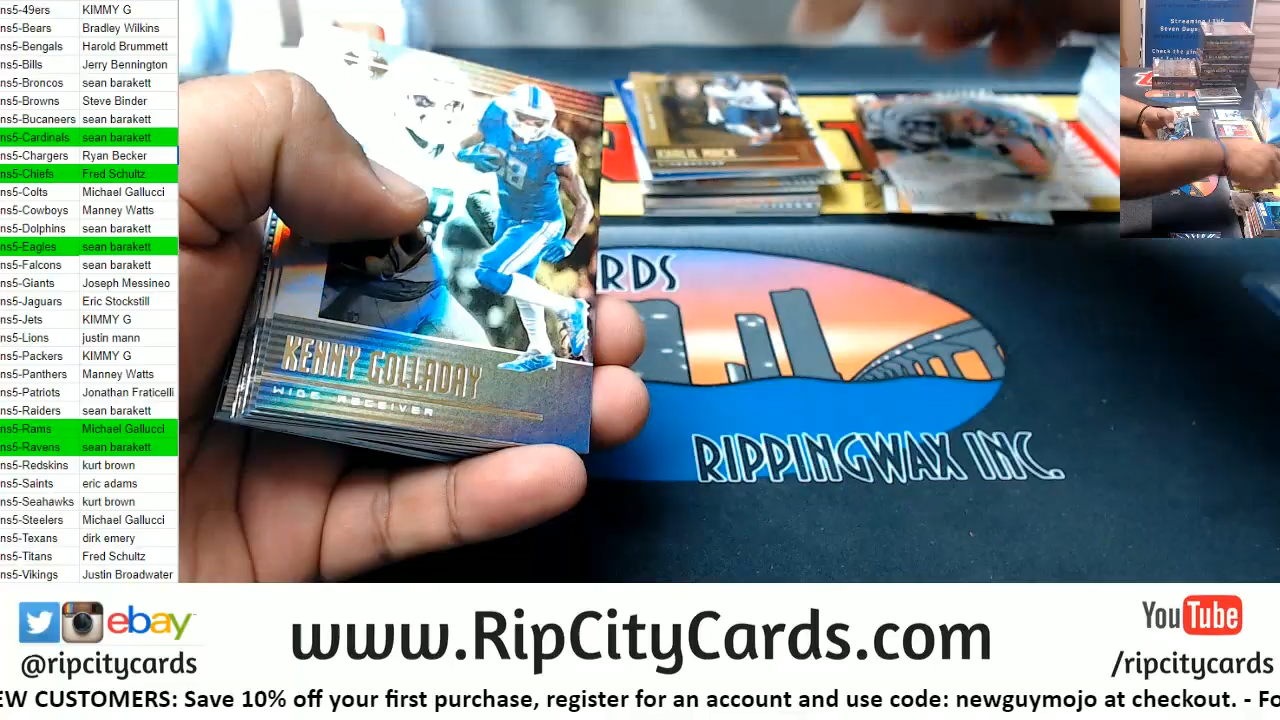 ns5-49ers KIMMY G
ns5-Bears Bradley Wilkins
ns5-Bengals Harold Brummett
ns5-Bills Jerry Bennington
ns5-Broncos sean barakett
ns5-Browns Steve Binder
ns5-Bucaneers sean barakett
ns5-Cardinals sean barakett
ns5-Chargers Ryan Becker
ns5-Chiefs Fred Schultz
ns5-Colts Michael Gallucci
ns5-Cowboys Manney Watts
ns5-Dolphins sean barakett
ns5-Eagles sean barakett
ns5-Falcons sean barakett
ns5-Giants Joseph Messineo
ns5-Jaguars Eric Stockstill
ns5-Jets KIMMY G
ns5-Lions justin mann
ns5-Packers KIMMY G
ns5-Panthers Manney Watts
ns5-Patriots Jonathan Fraticelli
ns5-Raiders sean barakett
ns5-Rams Michael Gallucci
ns5-Ravens sean barakett
ns5-Redskins kurt brown
ns5-Saints eric adams
ns5-Seahawks kurt brown
ns5-Steelers Michael Gallucci
ns5-Texans dirk emery
ns5-Titans Fred Schultz
ns5-Vikings Justin Broadwater
KENNY GOLLADAY
WIDE RECEIVER
RDS
RIPPINGWAX INC.
Streaming LIVE
Seven Days
ebay
@ripcitycards
www.RipCityCards.com
YouTube
/ripcitycards
EW CUSTOMERS: Save 10% off your first purchase, register for an account and use code: newguymojo at checkout. - Fo